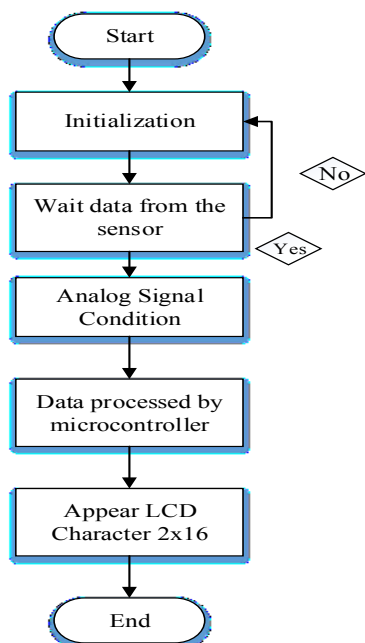 Start
Initialization
No
Wait data from the
sensor
Yes
Analog Signal
Condition
Data processed by
microcontroller
Appear LCD
Character 2x16
End